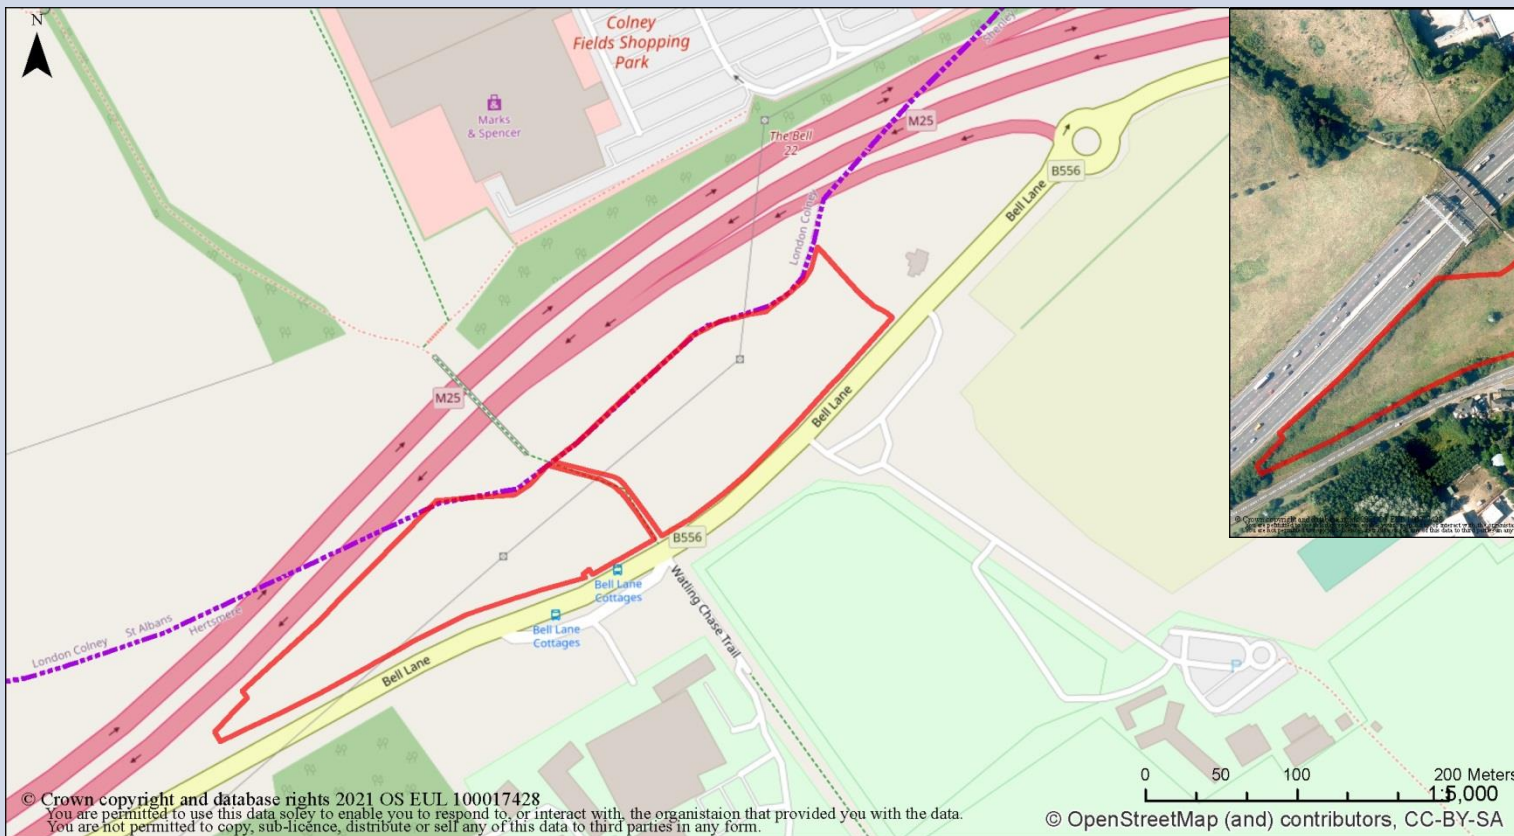 N
Colney
Fields Shopping
Park
Marks
& Spencer
The Bell
22
M25
B556
Bell Lane
London Colney
Shenley
M25
Bell Lane
B556
Bell Lane
Cottages
Bell Lane
Cottages
Watling Chase Trail
London Colney
St Albans
Hertsmere
Bell Lane
P
0 50 100 200 Meters
1:5,000
© Crown copyright and database rights 2021 OS EUL 100017428
You are permitted to use this data soley to enable you to respond to, or interact with, the organistaion that provided you with the data.
You are not permitted to copy, sub-licence, distribute or sell any of this data to third parties in any form.
© OpenStreetMap (and) contributors, CC-BY-SA